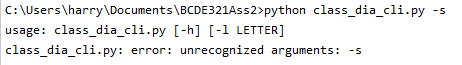 C:\Users\harry\Documents\BCDE321Ass2>python class_dia_cli.py -s
usage: class_dia_cli.py [-h] [-l LETTER]
class_dia_cli.py: error: unrecognized arguments: -s